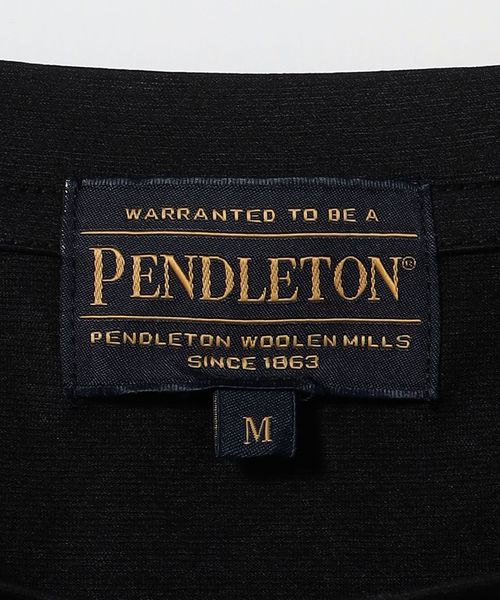 WARRANTED TO BE A
PENDLETON®
PENDLETON WOOLEN MILLS
SINCE 1863
M